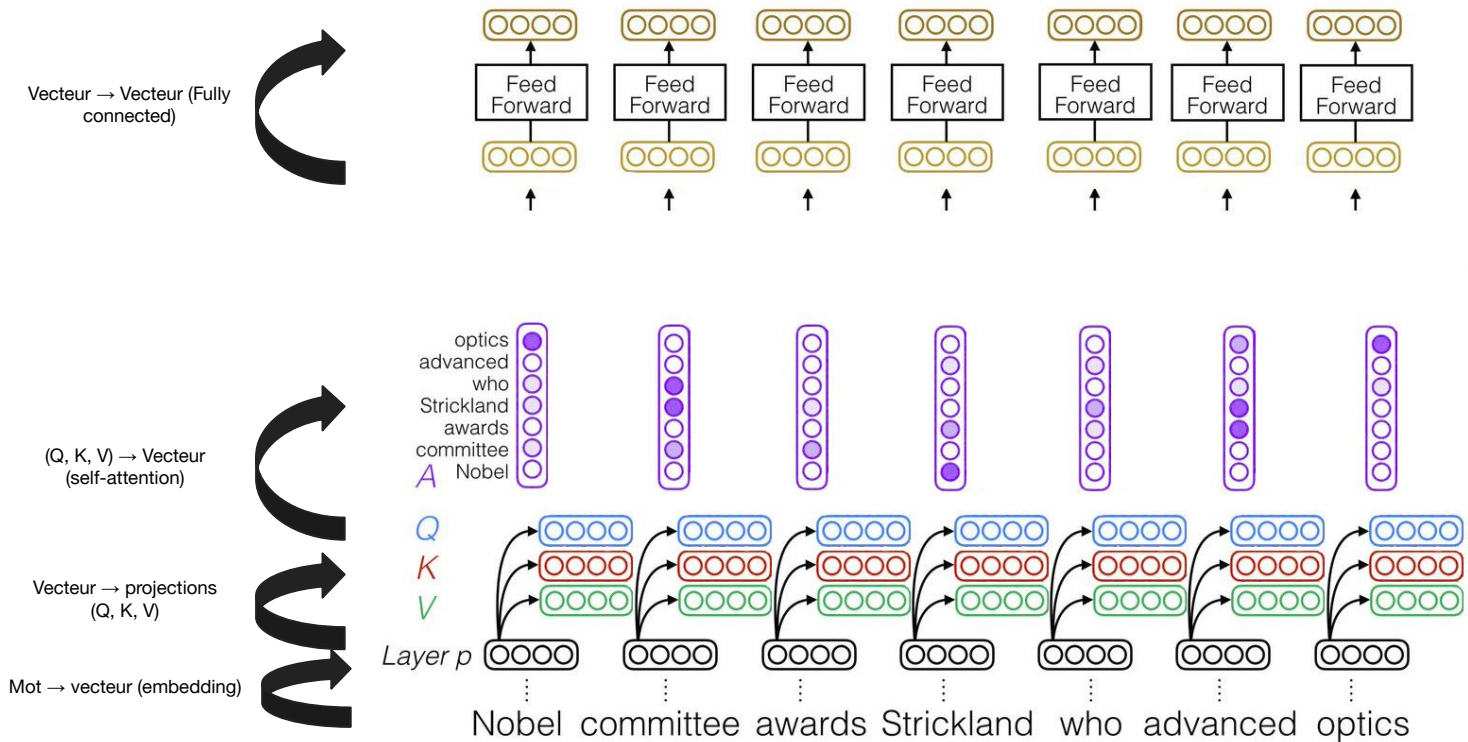 Vecteur → Vecteur (Fully
connected)
Feed
Forward
Feed
Forward
Feed
Forward
Feed
Forward
Feed
Forward
Feed
Forward
Feed
Forward
(Q, K, V) → Vecteur
(self-attention)
optics
advanced
who
Strickland
awards
committee
A Nobel
Vecteur → projections
(Q, K, V)
Q
K
V
Layer p
Mot → vecteur (embedding)
Nobel committee awards Strickland who advanced optics